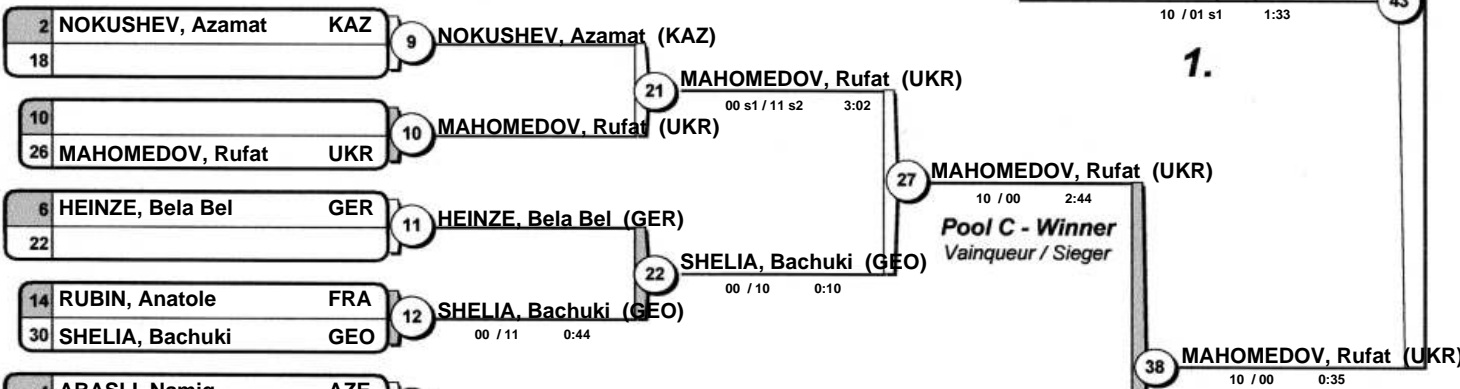 10 / 01 s1 1:33
43
1.
2 NOKUSHEV, Azamat KAZ
18
9
NOKUSHEV, Azamat (KAZ)
21
MAHOMEDOV, Rufat (UKR)
00 s1 / 11 s2 3:02
10
26 MAHOMEDOV, Rufat UKR
10
MAHOMEDOV, Rufat (UKR)
27
MAHOMEDOV, Rufat (UKR)
10 / 00 2:44
Pool C - Winner
Vainqueur / Sieger
6 HEINZE, Bela Bel GER
22
11
HEINZE, Bela Bel (GER)
22
SHELIA, Bachuki (GEO)
00 / 10 0:10
14 RUBIN, Anatole FRA
30 SHELIA, Bachuki GEO
12
SHELIA, Bachuki (GEO)
00 / 11 0:44
38
MAHOMEDOV, Rufat (UKR)
10 / 00 0:35